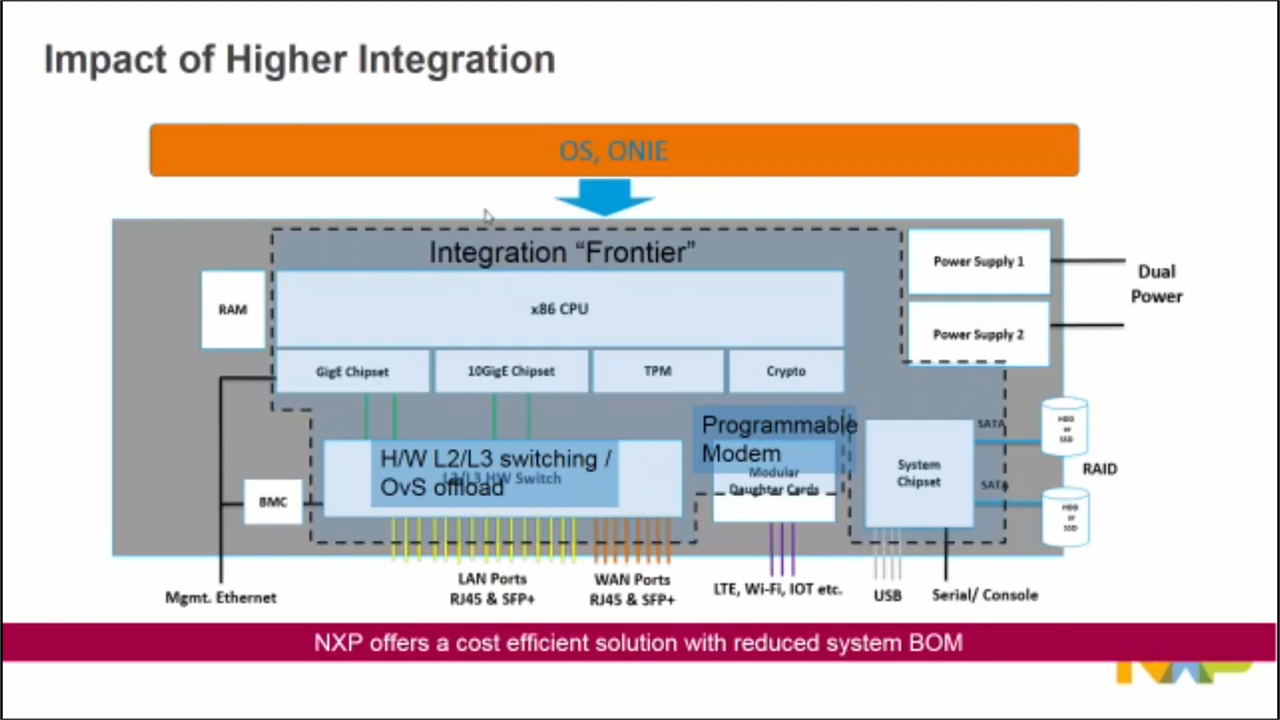 Impact of Higher Integration
OS, ONIE
Integration “Frontier”
RAM
x86 CPU
Power Supply 1
Power Supply 2
Dual
Power
GigE Chipset
10GigE Chipset
TPM
Crypto
Programmable
Modem
Modular
Daughter Cards
H/W L2/L3 switching /
OvS offload
L2/L3 HW Switch
BMC
System
Chipset
SATA
SATA
HDD
or
SSD
HDD
or
SSD
RAID
Mgmt. Ethernet
LAN Ports
RJ45 & SFP+
WAN Ports
RJ45 & SFP+
LTE, Wi-Fi, IOT etc.
USB
Serial/ Console
NXP offers a cost efficient solution with reduced system BOM
NXP